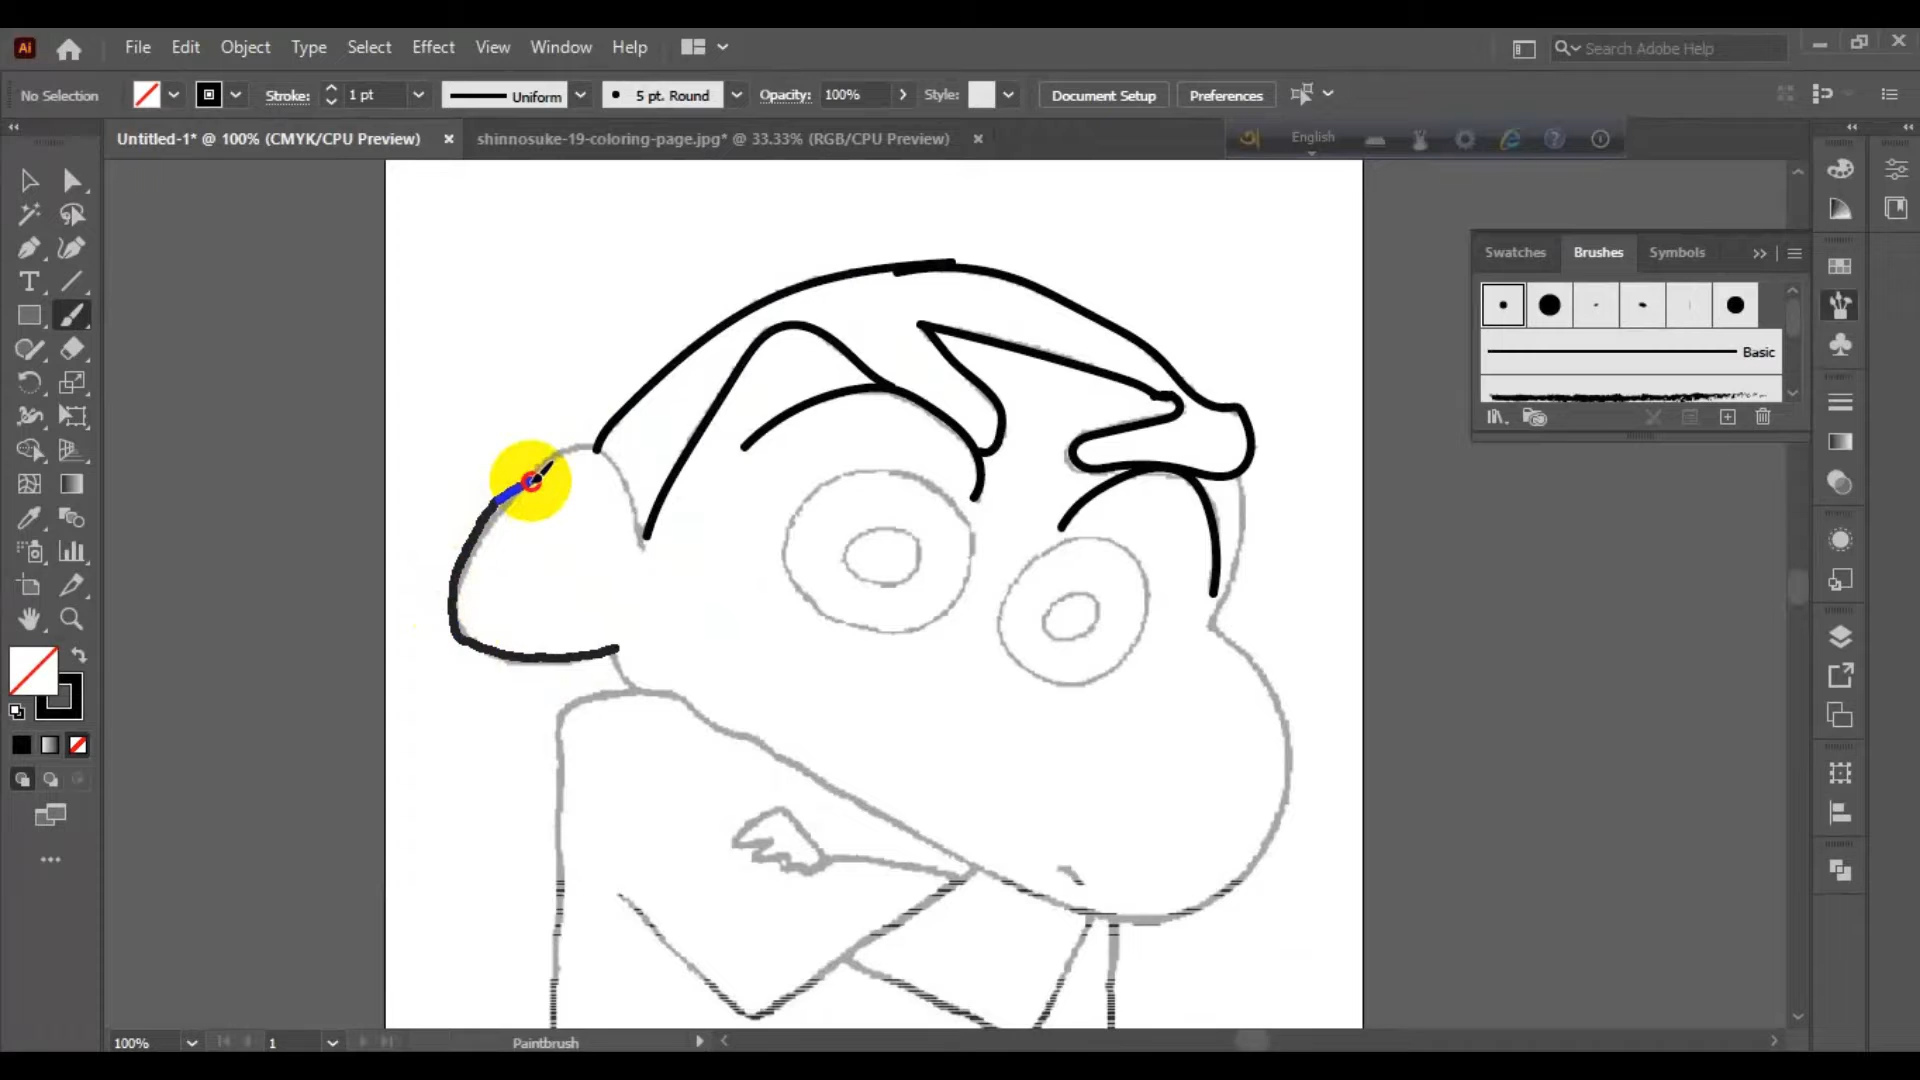 Ai File Edit Object Type Select Effect View Window Help Search Adobe Help
No Selection Stroke: 1 pt Uniform 5 pt. Round Opacity: 100% Style: Document Setup Preferences
Untitled-1* @ 100% (CMYK/CPU Preview) shinnosuke-19-coloring-page.jpg* @ 33.33% (RGB/CPU Preview) English
Swatches Brushes Symbols
Basic
100% 1 Paintbrush